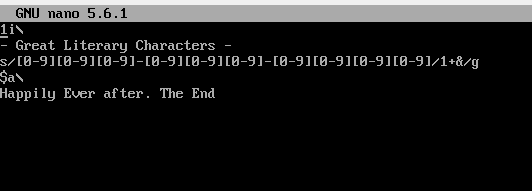 GNU nano 5.6.1
1i\
- Great Literary Characters -
s/[0-9][0-9][0-9]-[0-9][0-9][0-9]-[0-9][0-9][0-9][0-9]/1+&/g
$a\
Happily Ever after. The End